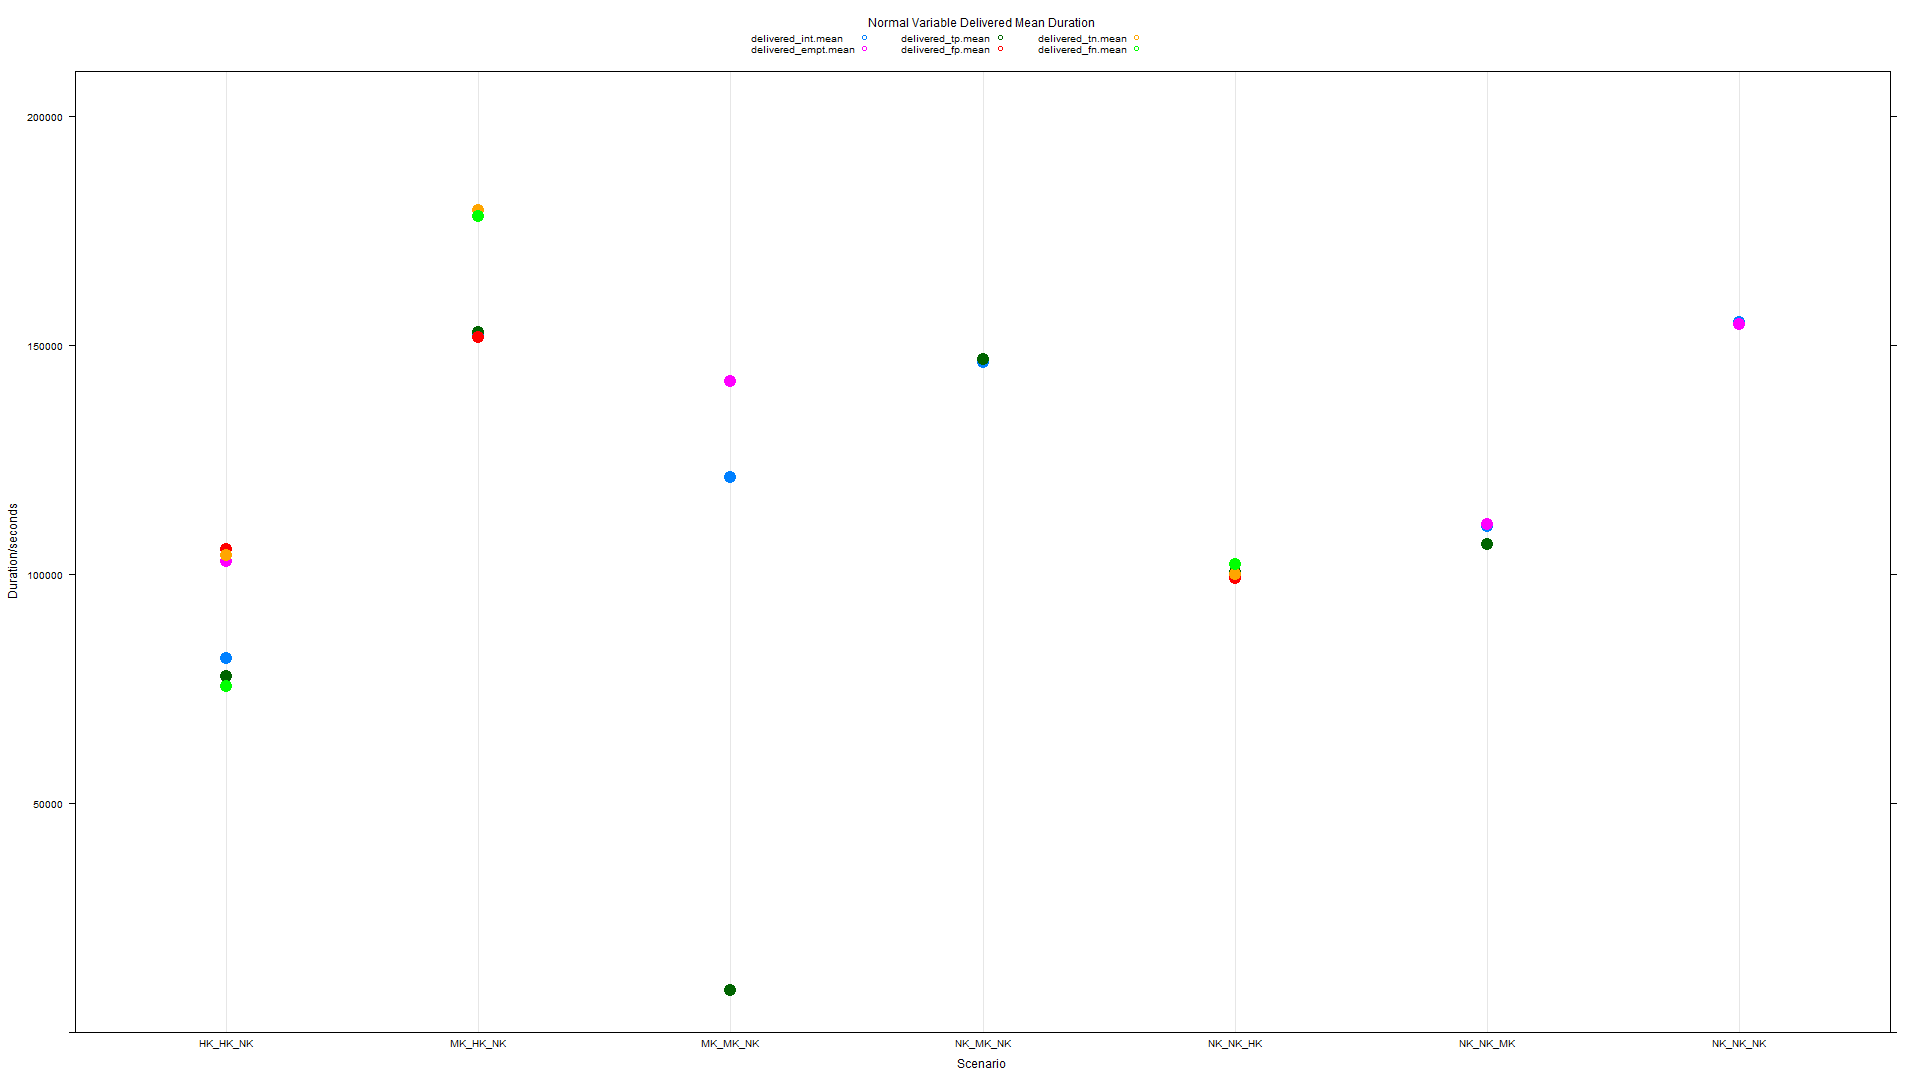 Normal Variable Delivered Mean Duration
delivered_int.mean delivered_tp.mean delivered_tn.mean
delivered_empt.mean delivered_fp.mean delivered_fn.mean
200000
150000
100000
50000
Duration/seconds
HK_HK_NK MK_HK_NK MK_MK_NK NK_MK_NK NK_NK_HK NK_NK_MK NK_NK_NK
Scenario